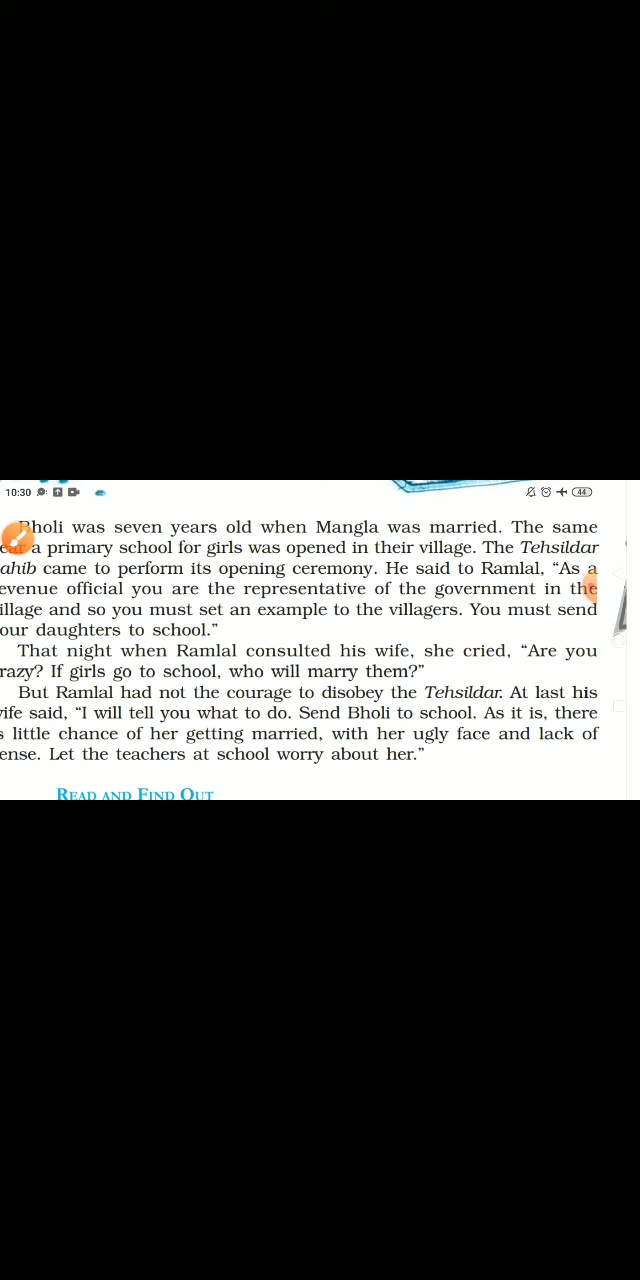 10:30 44
Bholi was seven years old when Mangla was married. The same
ear a primary school for girls was opened in their village. The Tehsildar
ahib came to perform its opening ceremony. He said to Ramlal, “As a
evenue official you are the representative of the government in the
illage and so you must set an example to the villagers. You must send
our daughters to school.”
That night when Ramlal consulted his wife, she cried, “Are you
razy? If girls go to school, who will marry them?”
But Ramlal had not the courage to disobey the Tehsildar. At last his
ife said, “I will tell you what to do. Send Bholi to school. As it is, there
s little chance of her getting married, with her ugly face and lack of
ense. Let the teachers at school worry about her.”
READ AND FIND OUT